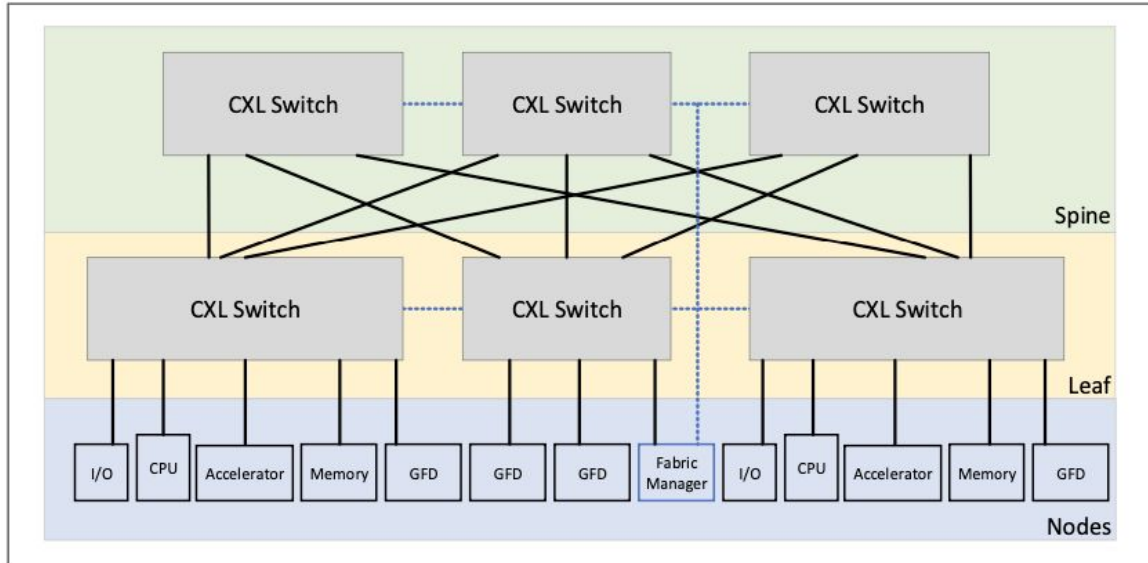 CXL Switch
CXL Switch
CXL Switch
Spine
CXL Switch
CXL Switch
CXL Switch
Leaf
I/O
CPU
Accelerator
Memory
GFD
GFD
GFD
Fabric
Manager
I/O
CPU
Accelerator
Memory
GFD
Nodes